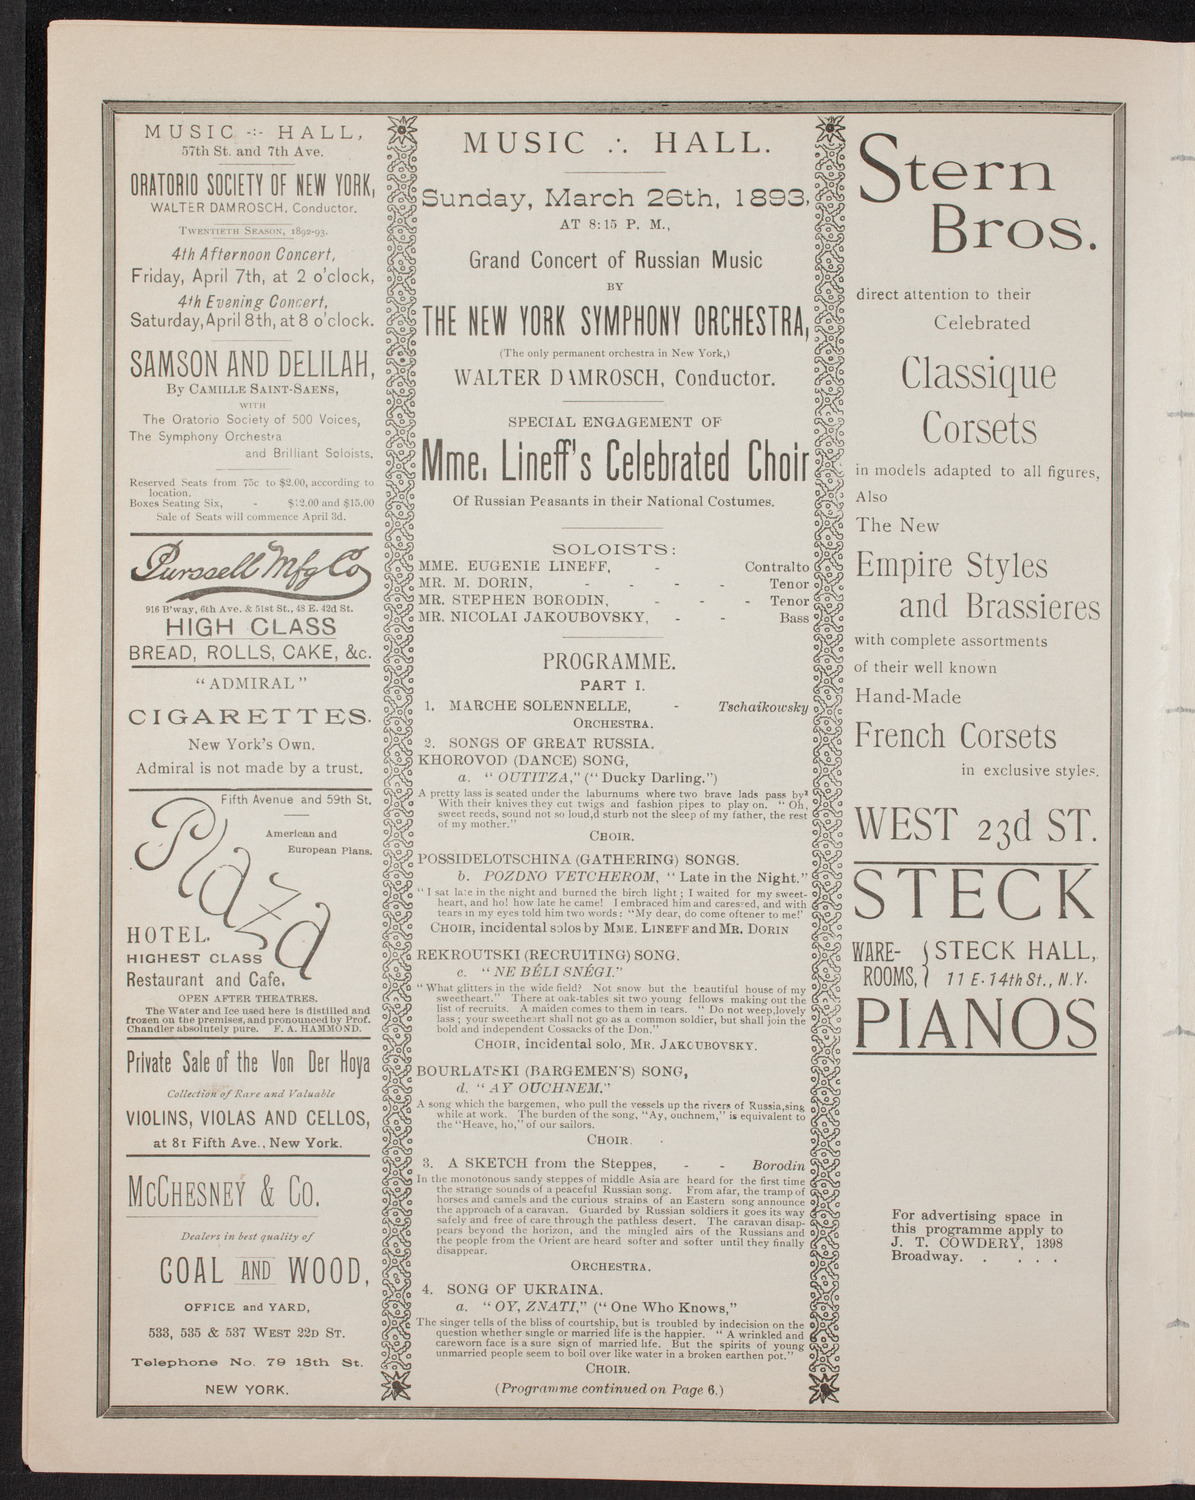 MUSIC -:- HALL,
57th St. and 7th Ave.
ORATORIO SOCIETY OF NEW YORK,
WALTER DAMROSCH, Conductor.
TWENTIETH SEASON, 1892-93.
4th Afternoon Concert,
Friday, April 7th, at 2 o'clock,
4th Evening Concert,
Saturday, April 8th, at 8 o'clock.
SAMSON AND DELILAH,
By CAMILLE SAINT-SAENS,
WITH
The Oratorio Society of 500 Voices,
The Symphony Orchestra
and Brilliant Soloists.
Reserved Seats from 75c to $2.00, according to
location.
Boxes Seating Six, - $12.00 and $15.00
Sale of Seats will commence April 3d.
Purssell Mfg Co
916 B'way, 6th Ave. & 51st St., 48 E. 42d St.
HIGH CLASS
BREAD, ROLLS, CAKE, &c.
"ADMIRAL"
CIGARETTES.
New York's Own.
Admiral is not made by a trust.
Fifth Avenue and 59th St.
American and
European Plans.
Plaza
HOTEL.
HIGHEST CLASS
Restaurant and Cafe.
OPEN AFTER THEATRES.
The Water and Ice used here is distilled and
frozen on the premises, and pronounced by Prof.
Chandler absolutely pure. F. A. HAMMOND.
Private Sale of the Von Der Hoya
Collection of Rare and Valuable
VIOLINS, VIOLAS AND CELLOS,
at 81 Fifth Ave., New York.
McCHESNEY & CO.
Dealers in best quality of
COAL AND WOOD,
OFFICE and YARD,
533, 535 & 537 WEST 22D ST.
Telephone No. 79 18th St.
NEW YORK.
MUSIC ∴ HALL.
Sunday, March 26th, 1893,
AT 8:15 P. M.,
Grand Concert of Russian Music
BY
THE NEW YORK SYMPHONY ORCHESTRA,
(The only permanent orchestra in New York,)
WALTER DAMROSCH, Conductor.
SPECIAL ENGAGEMENT OF
Mme. Lineff's Celebrated Choir
Of Russian Peasants in their National Costumes.
SOLOISTS:
MME. EUGENIE LINEFF, - Contralto
MR. M. DORIN, - - - - Tenor
MR. STEPHEN BORODIN, - - - Tenor
MR. NICOLAI JAKOUBOVSKY, - - Bass
PROGRAMME.
PART I.
1. MARCHE SOLENNELLE, - Tschaikowsky
ORCHESTRA.
2. SONGS OF GREAT RUSSIA.
KHOROVOD (DANCE) SONG,
a. "OUTITZA," ("Ducky Darling.")
A pretty lass is seated under the laburnums where two brave lads pass by.
With their knives they cut twigs and fashion pipes to play on. "Oh,
sweet reeds, sound not so loud,d sturb not the sleep of my father, the rest
of my mother."
CHOIR.
POSSIDELOTSCHINA (GATHERING) SONGS.
b. POZDNO VETCHEROM, "Late in the Night."
"I sat late in the night and burned the birch light; I waited for my sweet-
heart, and ho! how late he came! I embraced him and caressed, and with
tears in my eyes told him two words: "My dear, do come oftener to me!'
CHOIR, incidental solos by MME. LINEFF and MR. DORIN
REKROUTSKI (RECRUITING) SONG.
c. "NE BÉLI SNÉGI."
"What glitters in the wide field? Not snow but the beautiful house of my
sweetheart." There at oak-tables sit two young fellows making out the
list of recruits. A maiden comes to them in tears. "Do not weep, lovely
lass; your sweetheart shall not go as a common soldier, but shall join the
bold and independent Cossacks of the Don."
CHOIR, incidental solo, MR. JAKOUBOVSKY.
BOURLATSKI (BARGEMEN'S) SONG,
d. "AY OUCHNEM."
A song which the bargemen, who pull the vessels up the rivers of Russia, sing
while at work. The burden of the song, "Ay, ouchnem," is equivalent to
the "Heave, ho," of our sailors.
CHOIR.
3. A SKETCH from the Steppes, - - Borodin
In the monotonous sandy steppes of middle Asia are heard for the first time
the strange sounds of a peaceful Russian song. From afar, the tramp of
horses and camels and the curious strains of an Eastern song announce
the approach of a caravan. Guarded by Russian soldiers it goes its way
safely and free of care through the pathless desert. The caravan disap-
pears beyond the horizon, and the mingled airs of the Russians and
the people from the Orient are heard softer and softer until they finally
disappear.
ORCHESTRA.
4. SONG OF UKRAINA.
a. "OY, ZNATI," ("One Who Knows,"
The singer tells of the bliss of courtship, but is troubled by indecision on the
question whether single or married life is the happier. "A wrinkled and
careworn face is a sure sign of married life. But the spirits of young
unmarried people seem to boil over like water in a broken earthen pot."
CHOIR.
(Programme continued on Page 6.)
Stern
Bros.
direct attention to their
Celebrated
Classique
Corsets
in models adapted to all figures,
Also
The New
Empire Styles
and Brassieres
with complete assortments
of their well known
Hand-Made
French Corsets
in exclusive styles.
WEST 23d ST.
STECK
WARE-
ROOMS,
STECK HALL,
11 E. 14th St., N.Y.
PIANOS
For advertising space in
this programme apply to
J. T. COWDERY, 1398
Broadway. . . . .